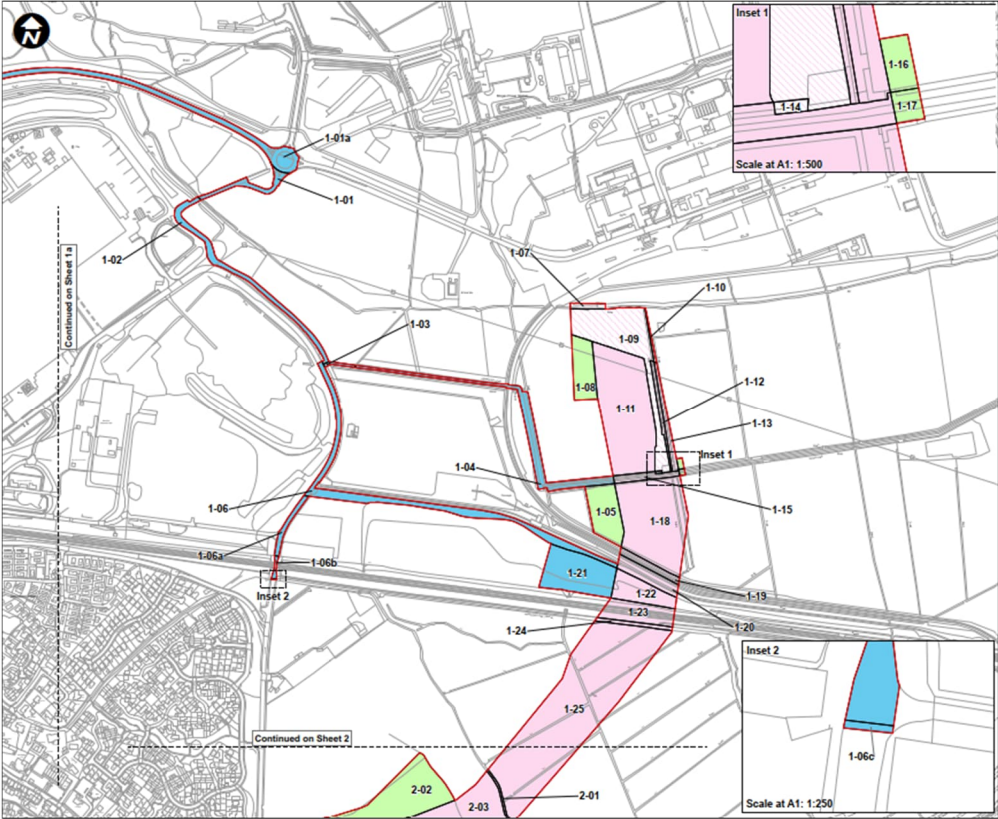 N
Inset 1
1-16
1-17
1-14
Scale at A1: 1:500
1-01a
1-01
1-02
Continued on Sheet 1a
1-07
1-10
1-03
1-09
1-08
1-12
1-11
1-13
Inset 1
1-04
1-06
1-05
1-15
1-18
1-06a
1-06b
1-21
Inset 2
1-22
1-19
1-23
1-24
1-20
Inset 2
1-25
Continued on Sheet 2
1-06c
2-02
2-01
2-03
Scale at A1: 1:250